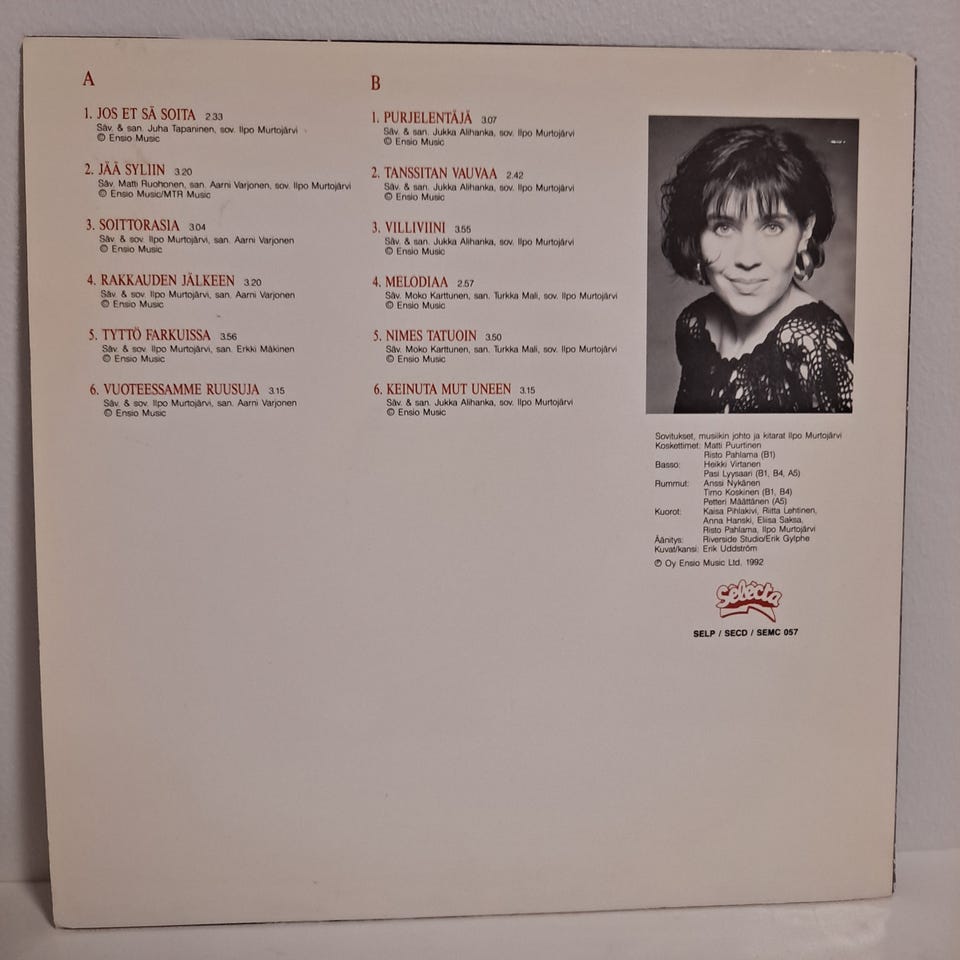 A
1. JOS ET SÄ SOITA 2.33
Säv. & san. Juha Tapaninen, sov. Ilpo Murtojärvi
© Ensio Music
2. JÄÄ SYLIIN 3.20
Säv. Matti Ruohonen, san. Aarni Varjonen, sov. Ilpo Murtojärvi
© Ensio Music/MTR Music
3. SOITTORASIA 3.04
Säv. & sov. Ilpo Murtojärvi, san. Aarni Varjonen
© Ensio Music
4. RAKKAUDEN JÄLKEEN 3.20
Säv. & sov. Ilpo Murtojärvi, san. Aarni Varjonen
© Ensio Music
5. TYTTÖ FARKUISSA 3.56
Säv. & sov. Ilpo Murtojärvi, san. Erkki Mäkinen
© Ensio Music
6. VUOTEESSAMME RUUSUJA 3.15
Säv. & sov. Ilpo Murtojärvi, san. Aarni Varjonen
© Ensio Music
B
1. PURJELENTÄJÄ 3.07
Säv. & san. Jukka Alihanka, sov. Ilpo Murtojärvi
© Ensio Music
2. TANSSITAN VAUVAA 2.42
Säv. & san. Jukka Alihanka, sov. Ilpo Murtojärvi
© Ensio Music
3. VILLIVIINI 3.55
Säv. & san. Jukka Alihanka, sov. Ilpo Murtojärvi
© Ensio Music
4. MELODIAA 2.57
Säv. Moko Karttunen, san. Turkka Mali, sov. Ilpo Murtojärvi
© Ensio Music
5. NIMES TATUOIN 3.50
Säv. Moko Karttunen, san. Turkka Mali, sov. Ilpo Murtojärvi
© Ensio Music
6. KEINUTA MUT UNEEN 3.15
Säv. & san. Jukka Alihanka, sov. Ilpo Murtojärvi
© Ensio Music
Sovitukset, musiikin johto ja kitarat Ilpo Murtojärvi
Koskettimet: Matti Puurtinen
Risto Pahlama (B1)
Basso: Heikki Virtanen
Pasi Lyysaari (B1, B4, A5)
Rummut: Anssi Nykänen
Timo Koskinen (B1, B4)
Petteri Määttänen (A5)
Kuorot: Kaisa Pihlakivi, Riitta Lehtinen,
Anna Hanski, Eliisa Saksa,
Risto Pahlama, Ilpo Murtojärvi
Äänitys: Riverside Studio/Erik Gylphe
Kuvat/kansi: Erik Uddström
℗ Oy Ensio Music Ltd, 1992
Selecta
SELP / SECD / SEMC 057